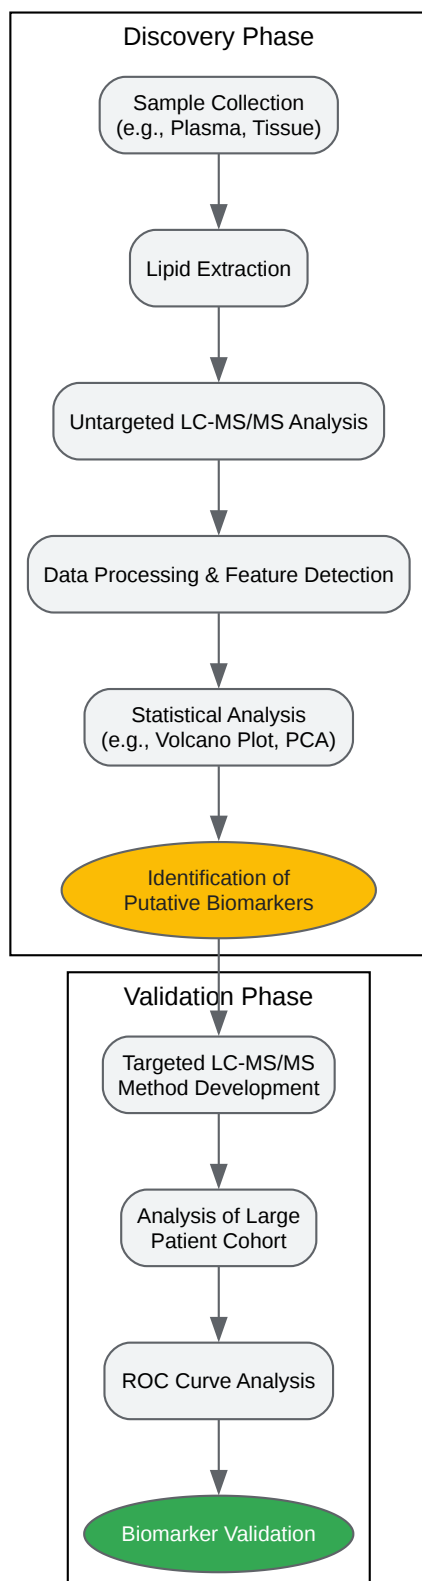 Discovery Phase
Sample Collection
(e.g., Plasma, Tissue)
Lipid Extraction
Untargeted LC-MS/MS Analysis
Data Processing & Feature Detection
Statistical Analysis
(e.g., Volcano Plot, PCA)
Identification of
Putative Biomarkers
Validation Phase
Targeted LC-MS/MS
Method Development
Analysis of Large
Patient Cohort
ROC Curve Analysis
Biomarker Validation